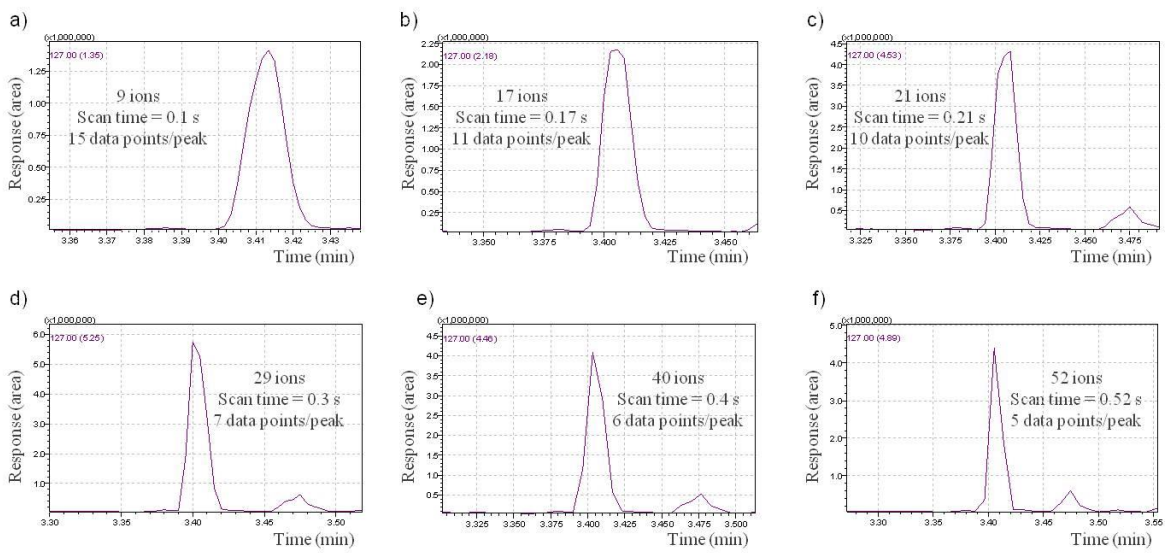 a)
(x1,000,000)
127.00 (1.35)
1.25
1.00
0.75
0.50
0.25
9 ions
Scan time = 0.1 s
15 data points/peak
Response (area)
3.36 3.37 3.38 3.39 3.40 3.41 3.42 3.43
Time (min)
b)
(x1,000,000)
2.25
127.00 (2.18)
2.00
1.75
1.50
1.25
1.00
0.75
0.50
0.25
17 ions
Scan time = 0.17 s
11 data points/peak
Response (area)
3.350 3.375 3.400 3.425 3.450
Time (min)
c)
(x1,000,000)
4.5
127.00 (4.53)
4.0
3.5
3.0
2.5
2.0
1.5
1.0
0.5
21 ions
Scan time = 0.21 s
10 data points/peak
Response (area)
3.325 3.350 3.375 3.400 3.425 3.450 3.475
Time (min)
d)
(x1,000,000)
6.0
127.00 (5.25)
5.0
4.0
3.0
2.0
1.0
29 ions
Scan time = 0.3 s
7 data points/peak
Response (area)
3.30 3.40 3.50
Time (min)
e)
(x1,000,000)
4.5
127.00 (4.46)
4.0
3.5
3.0
2.5
2.0
1.5
1.0
0.5
40 ions
Scan time = 0.4 s
6 data points/peak
Response (area)
3.325 3.350 3.375 3.400 3.425 3.450 3.475 3.500
Time (min)
f)
(x1,000,000)
5.0
127.00 (4.89)
4.0
3.0
2.0
1.0
52 ions
Scan time = 0.52 s
5 data points/peak
Response (area)
3.30 3.35 3.40 3.45 3.50 3.55
Time (min)